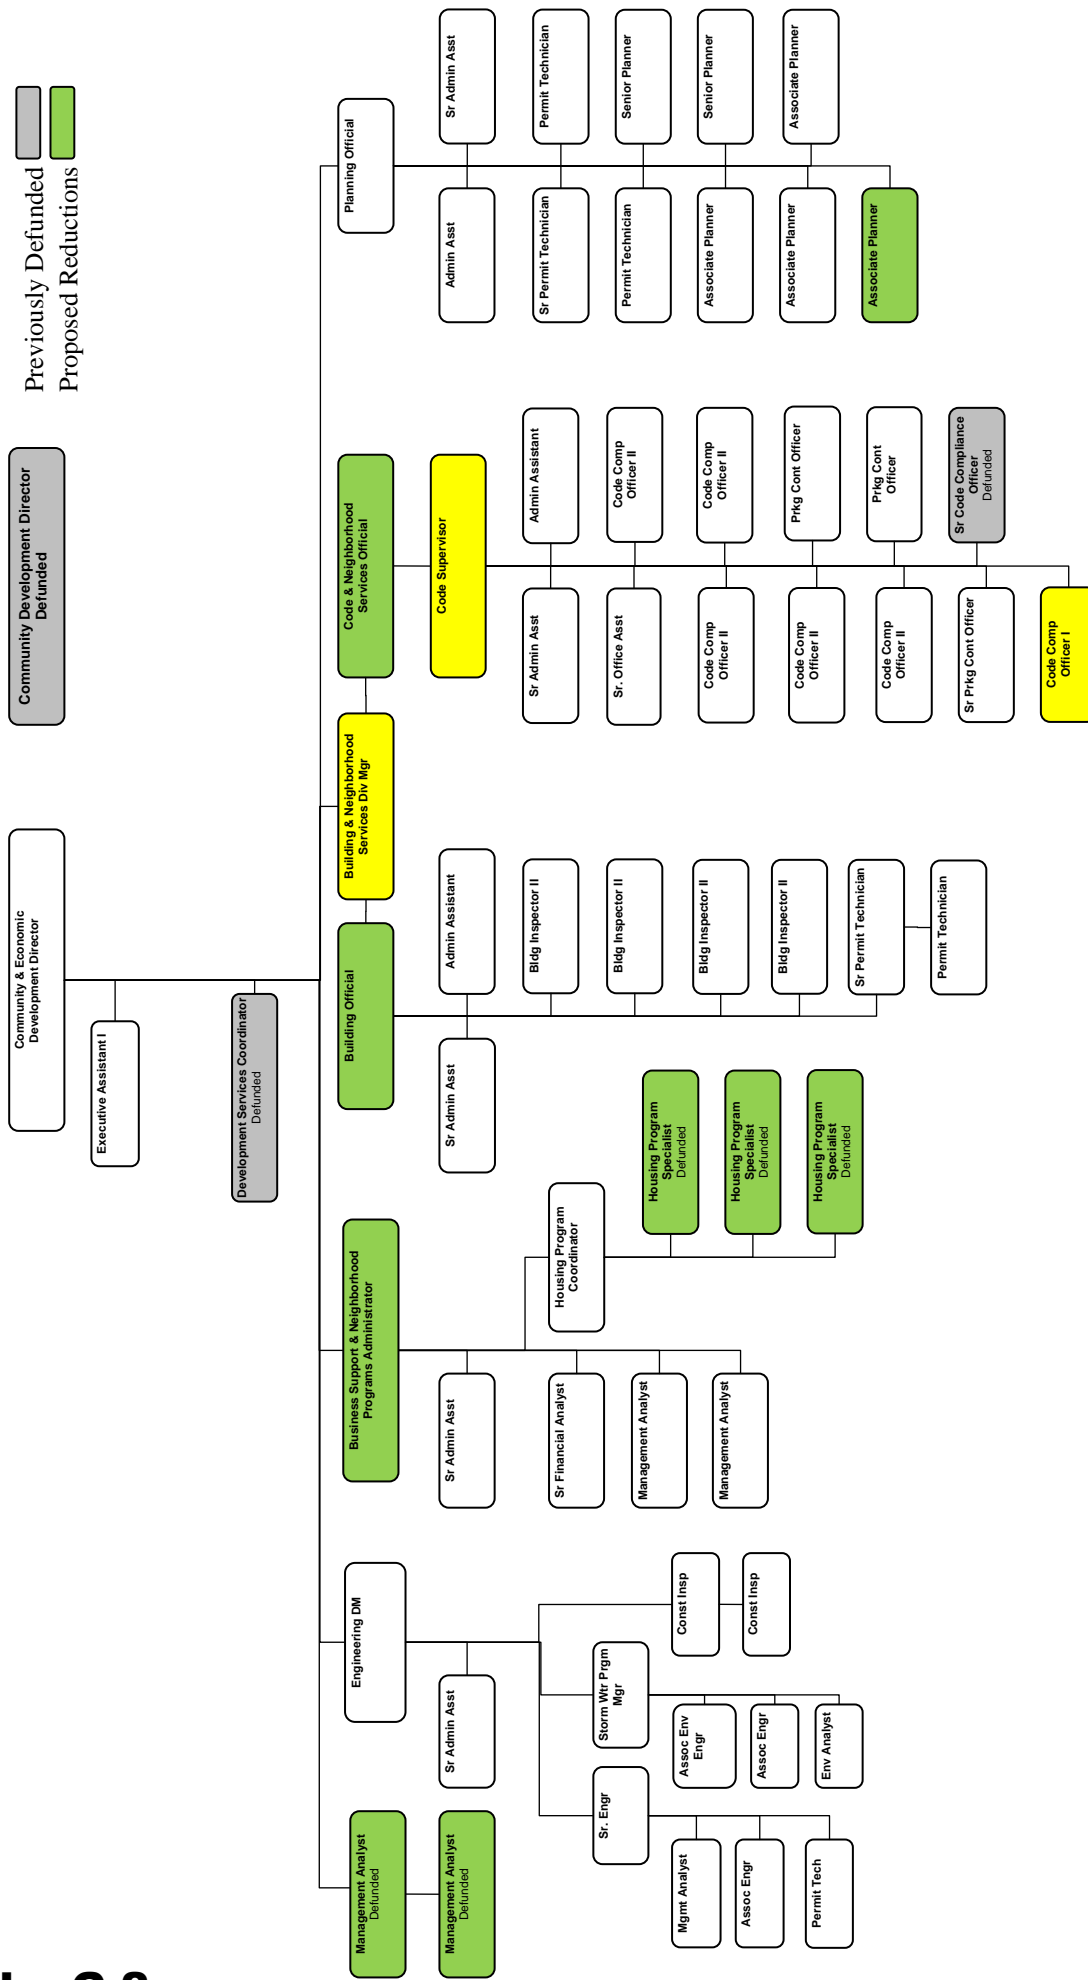 Community & Economic
Development Director
Community Development Director
Defunded
Previously Defunded
Proposed Reductions
Executive Assistant I
Development Services Coordinator
Defunded
Management Analyst
Defunded
Management Analyst
Defunded
Engineering DM
Sr Admin Asst
Sr. Engr
Mgmt Analyst
Assoc Engr
Permit Tech
Storm Wtr Prgm
Mgr
Assoc Env
Engr
Assoc Engr
Env Analyst
Const Insp
Const Insp
Business Support & Neighborhood
Programs Administrator
Sr Admin Asst
Sr Financial Analyst
Management Analyst
Management Analyst
Housing Program
Coordinator
Housing Program
Specialist
Defunded
Housing Program
Specialist
Defunded
Housing Program
Specialist
Defunded
Building Official
Sr Admin Asst
Admin Assistant
Bldg Inspector II
Bldg Inspector II
Bldg Inspector II
Bldg Inspector II
Sr Permit Technician
Permit Technician
Building & Neighborhood
Services Div Mgr
Code & Neighborhood
Services Official
Code Supervisor
Sr Admin Asst
Admin Assistant
Sr. Office Asst
Code Comp
Officer II
Code Comp
Officer II
Code Comp
Officer II
Code Comp
Officer II
Prkg Cont Officer
Code Comp
Officer II
Prkg Cont
Officer
Sr Prkg Cont Officer
Sr Code Compliance
Officer
Defunded
Code Comp
Officer I
Planning Official
Admin Asst
Sr Admin Asst
Sr Permit Technician
Permit Technician
Permit Technician
Senior Planner
Associate Planner
Senior Planner
Associate Planner
Associate Planner
Associate Planner